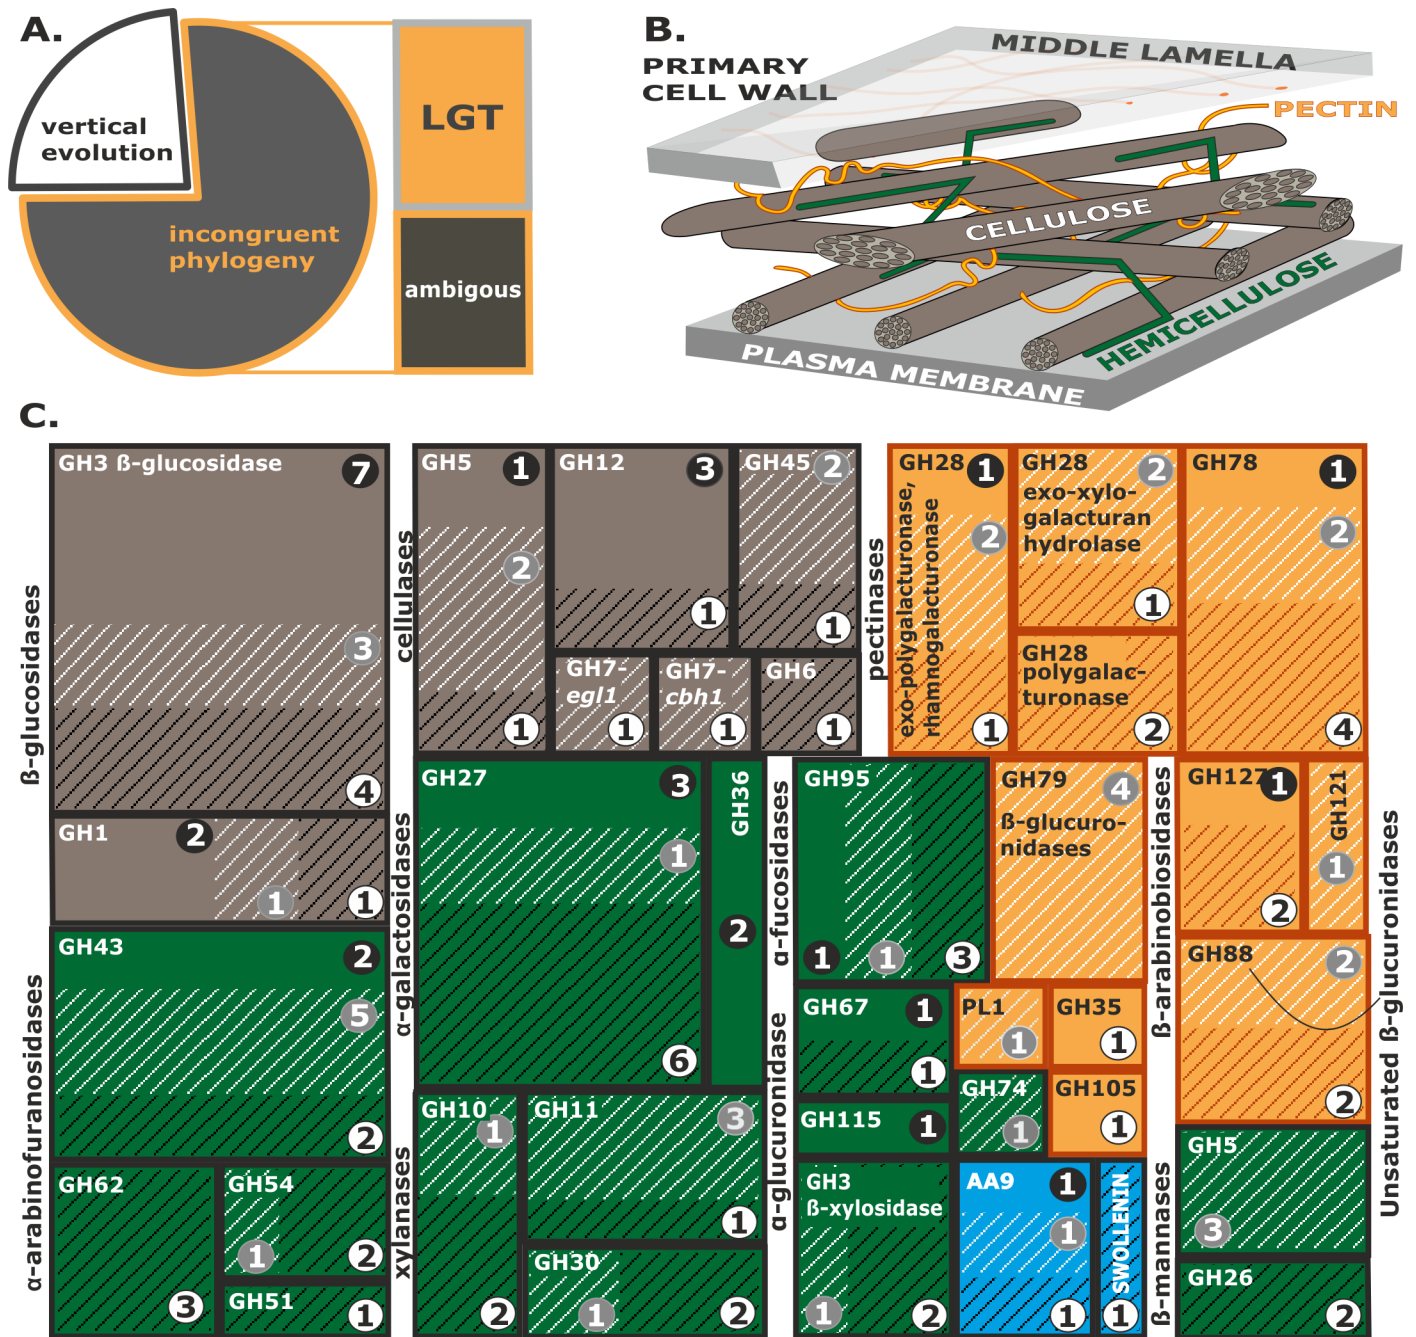 A.
vertical
evolution
incongruent
phylogeny
LGT
ambigous
B.
PRIMARY
CELL WALL
MIDDLE LAMELLA
PECTIN
CELLULOSE
HEMICELLULOSE
PLASMA MEMBRANE
C.
ß-glucosidases
GH3 ß-glucosidase
7
3
4
GH1
2
1
1
cellulases
GH5
1
2
1
GH12
3
1
GH45
2
1
GH7-
egl1
1
GH7-
cbh1
1
GH6
1
pectinases
GH28
exo-polygalacturonase,
rhamnogalacturonase
1
2
1
GH28
exo-xylo-
galacturan
hydrolase
2
1
GH28
polygalac-
turonase
2
GH78
1
2
4
α-arabinofuranosidases
GH43
2
5
2
GH62
3
GH54
1
2
GH51
1
α-galactosidases
GH27
3
1
6
GH36
2
xylanases
GH10
1
2
GH11
3
1
GH30
1
2
α-fucosidases
GH95
1
1
3
GH79
ß-glucuro-
nidases
4
α-glucuronidase
GH67
1
1
GH115
1
PL1
1
GH35
1
GH74
1
GH105
1
GH3
ß-xylosidase
1
2
AA9
1
1
1
SWOLLENIN
1
ß-arabinobiosidases
GH127
1
2
GH121
1
Unsaturated ß-glucuronidases
GH88
2
2
ß-mannases
GH5
3
GH26
2